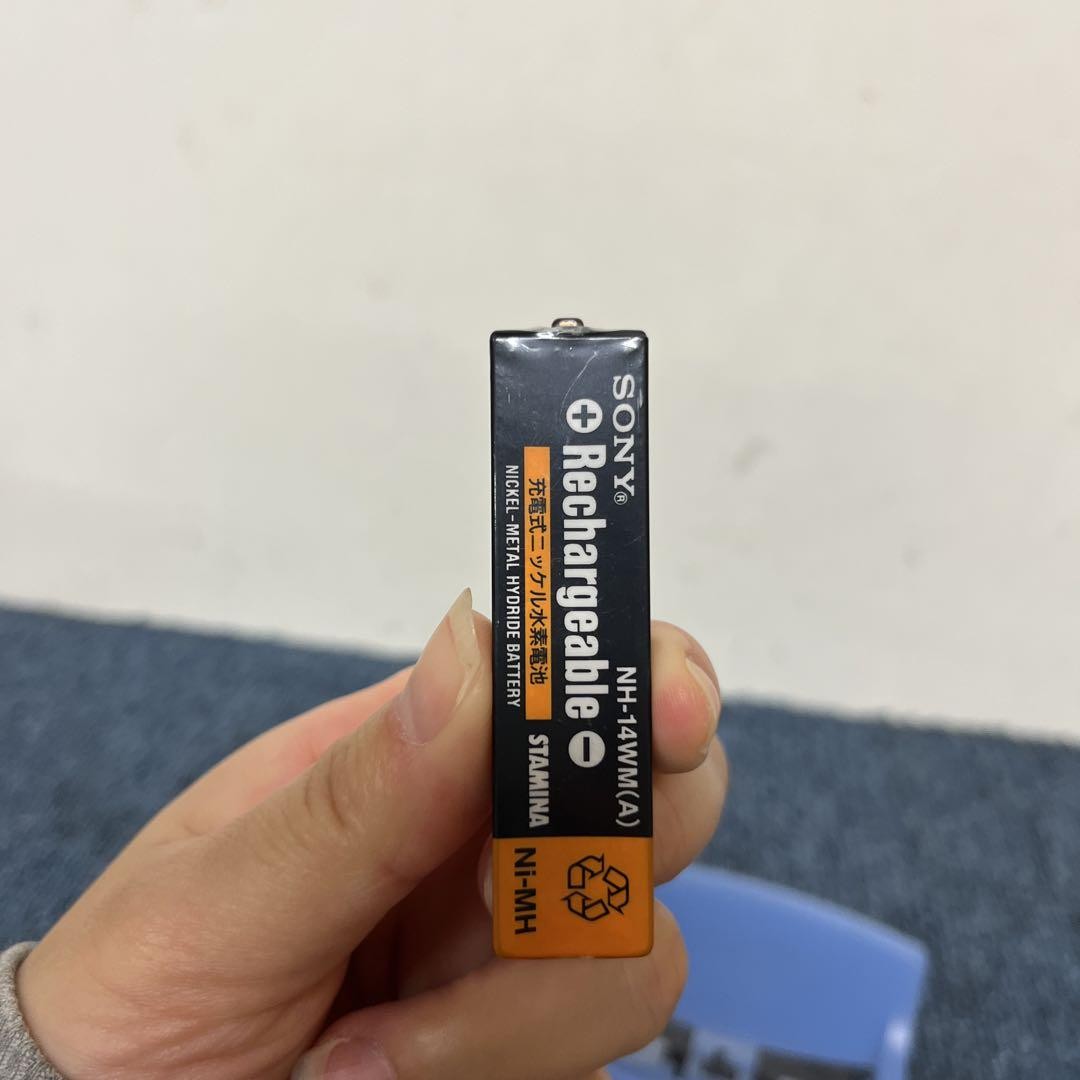 SONY®
NH-14WM(A)
+ Rechargeable −
充電式ニッケル水素電池
NICKEL-METAL HYDRIDE BATTERY
STAMINA
Ni-MH